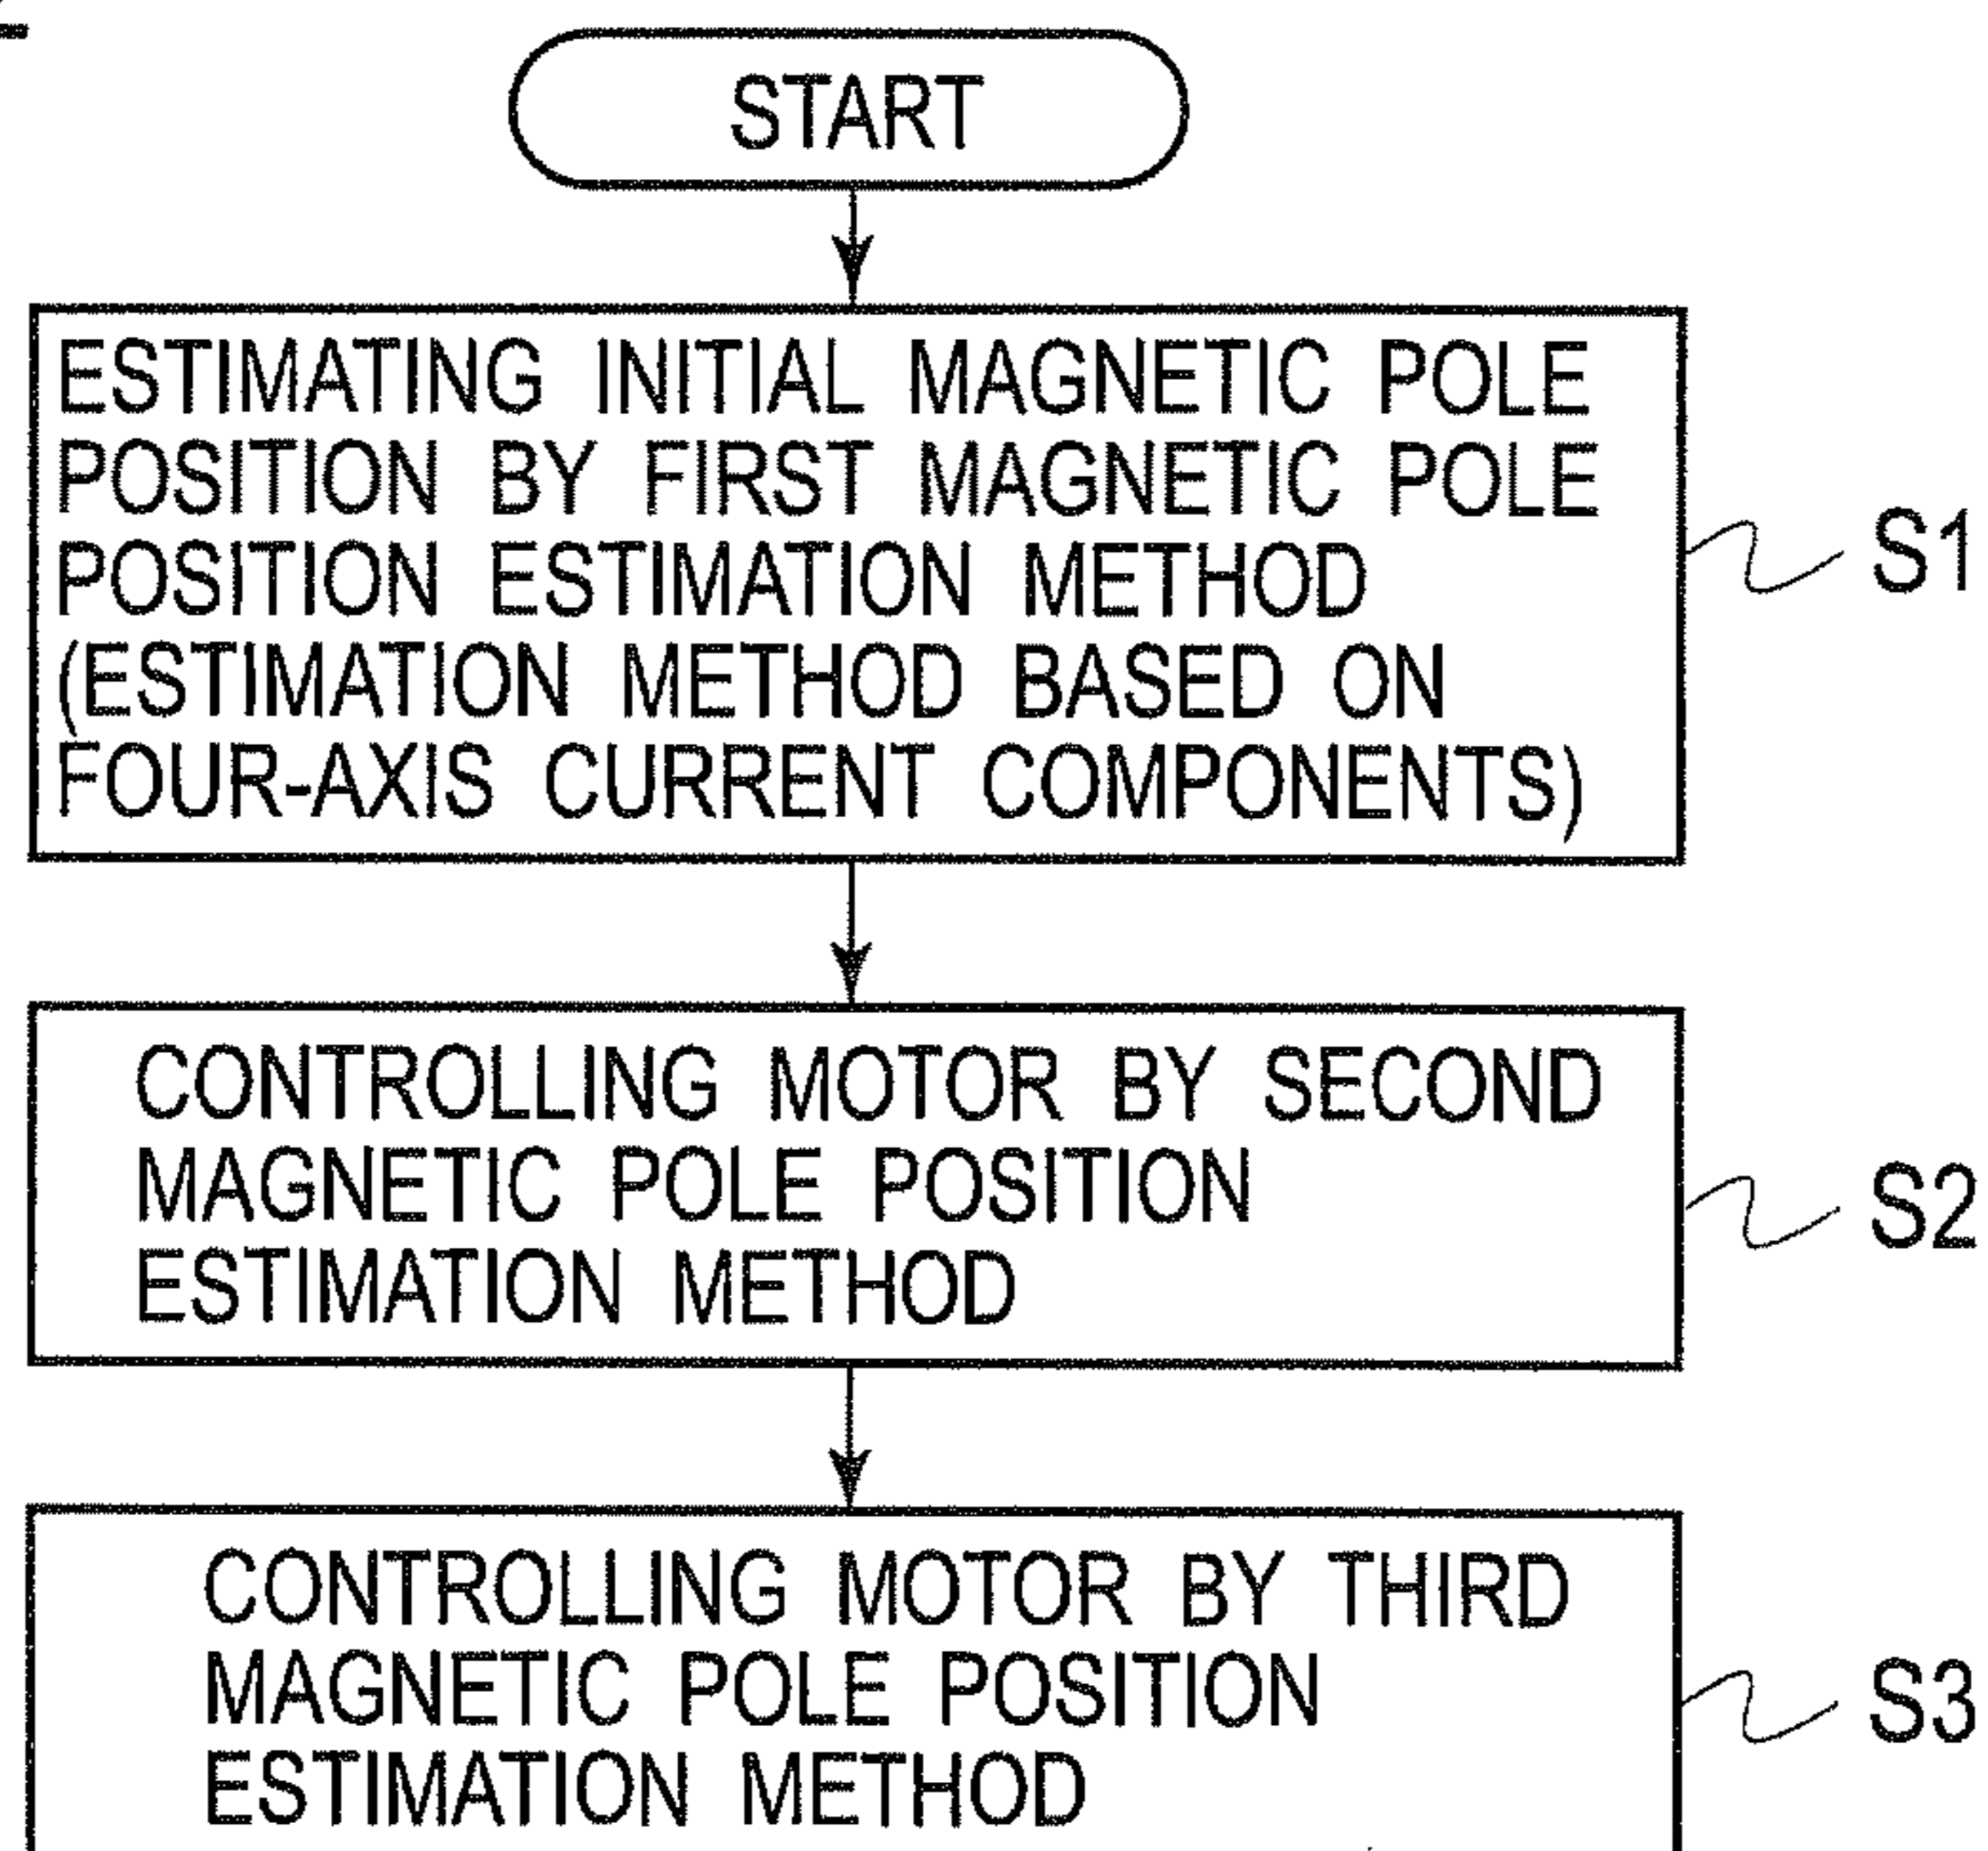 START
ESTIMATING INITIAL MAGNETIC POLE
POSITION BY FIRST MAGNETIC POLE
POSITION ESTIMATION METHOD
(ESTIMATION METHOD BASED ON
FOUR-AXIS CURRENT COMPONENTS)
S1
CONTROLLING MOTOR BY SECOND
MAGNETIC POLE POSITION
ESTIMATION METHOD
S2
CONTROLLING MOTOR BY THIRD
MAGNETIC POLE POSITION
ESTIMATION METHOD
S3